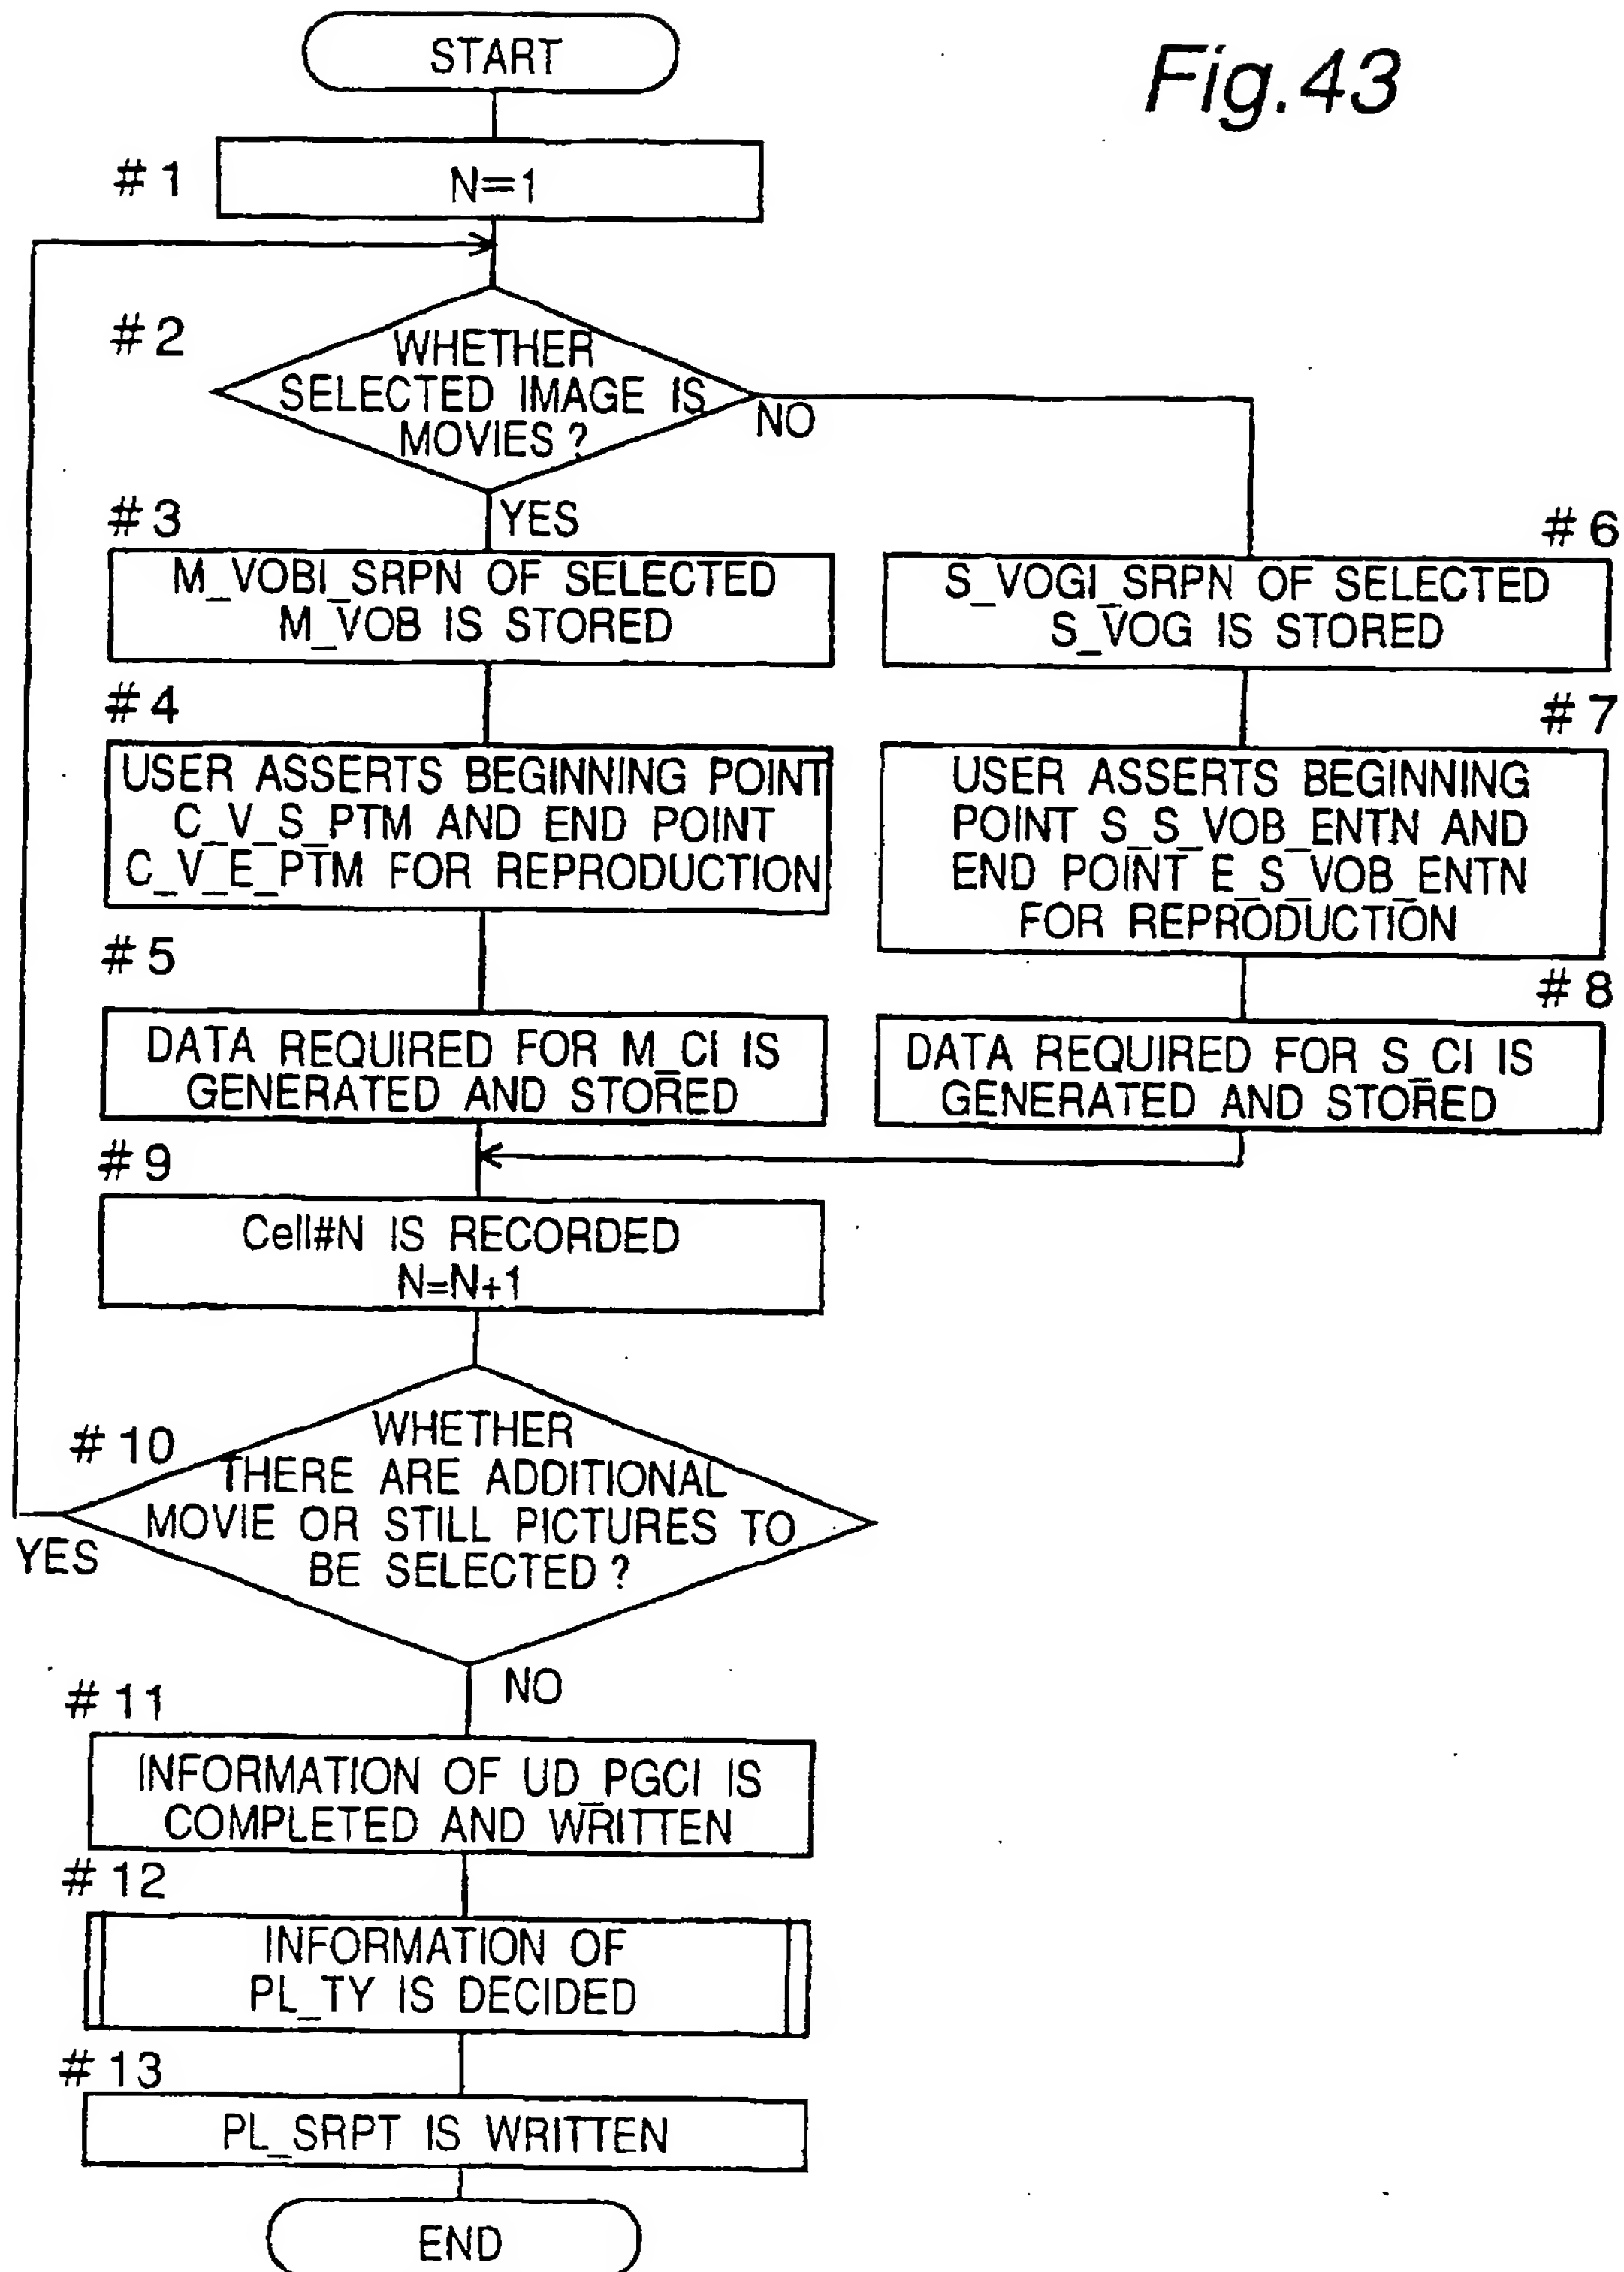 Fig.43
START
#1
N=1
#2
WHETHER
SELECTED IMAGE IS
MOVIES?
NO
YES
#3
M_VOBI_SRPN OF SELECTED
M_VOB IS STORED
#6
S_VOGI_SRPN OF SELECTED
S_VOG IS STORED
#4
USER ASSERTS BEGINNING POINT
C_V_S_PTM AND END POINT
C_V_E_PTM FOR REPRODUCTION
#7
USER ASSERTS BEGINNING
POINT S_S_VOB_ENTN AND
END POINT E_S_VOB_ENTN
FOR REPRODUCTION
#5
DATA REQUIRED FOR M_CI IS
GENERATED AND STORED
#8
DATA REQUIRED FOR S_CI IS
GENERATED AND STORED
#9
Cell#N IS RECORDED
N=N+1
#10
WHETHER
THERE ARE ADDITIONAL
MOVIE OR STILL PICTURES TO
BE SELECTED?
YES
NO
#11
INFORMATION OF UD_PGCI IS
COMPLETED AND WRITTEN
#12
INFORMATION OF
PL_TY IS DECIDED
#13
PL_SRPT IS WRITTEN
END